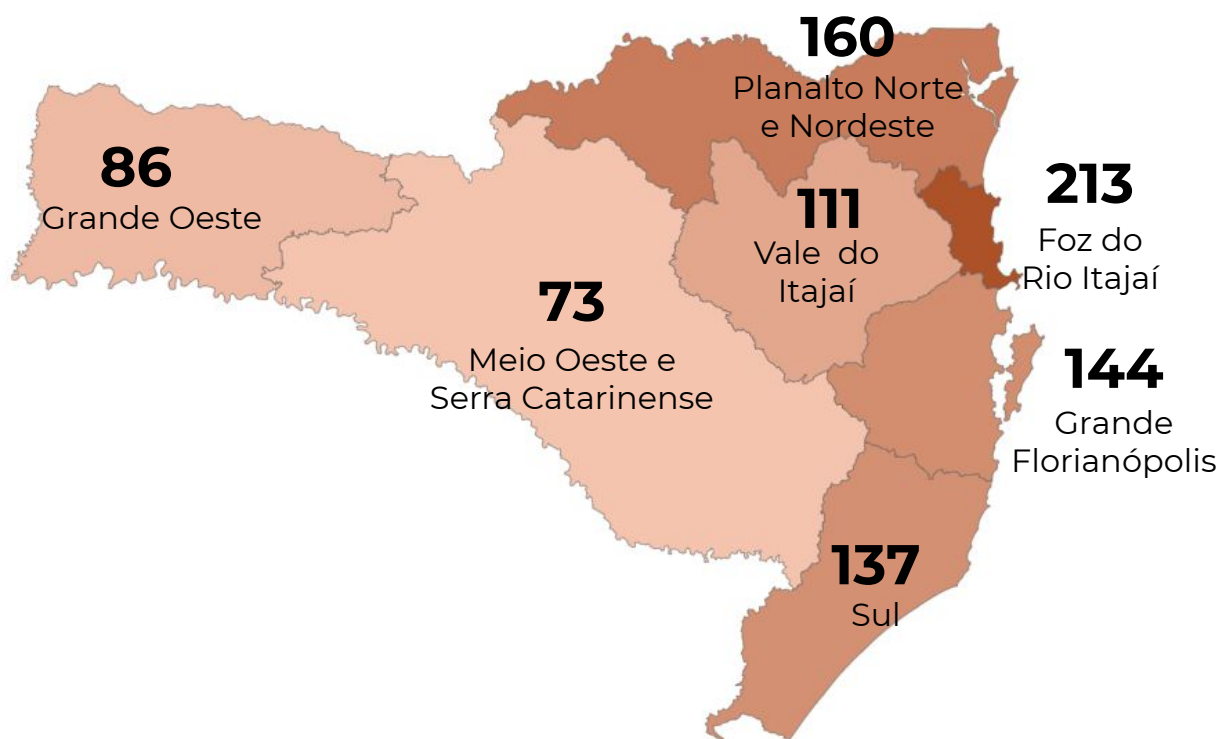 160
Planalto Norte
e Nordeste
86
Grande Oeste
111
Vale do
Itajaí
213
Foz do
Rio Itajaí
73
Meio Oeste e
Serra Catarinense
144
Grande
Florianópolis
137
Sul